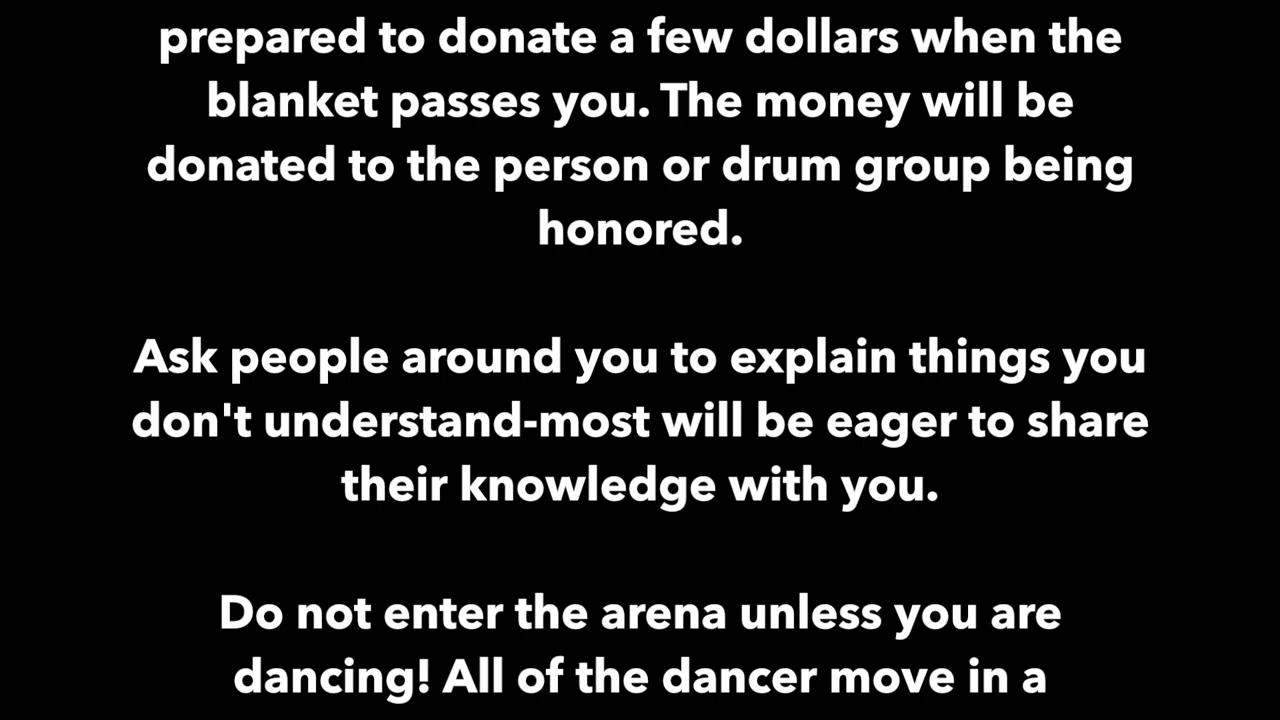 prepared to donate a few dollars when the
blanket passes you. The money will be
donated to the person or drum group being
honored.
Ask people around you to explain things you
don't understand-most will be eager to share
their knowledge with you.
Do not enter the arena unless you are
dancing! All of the dancer move in a